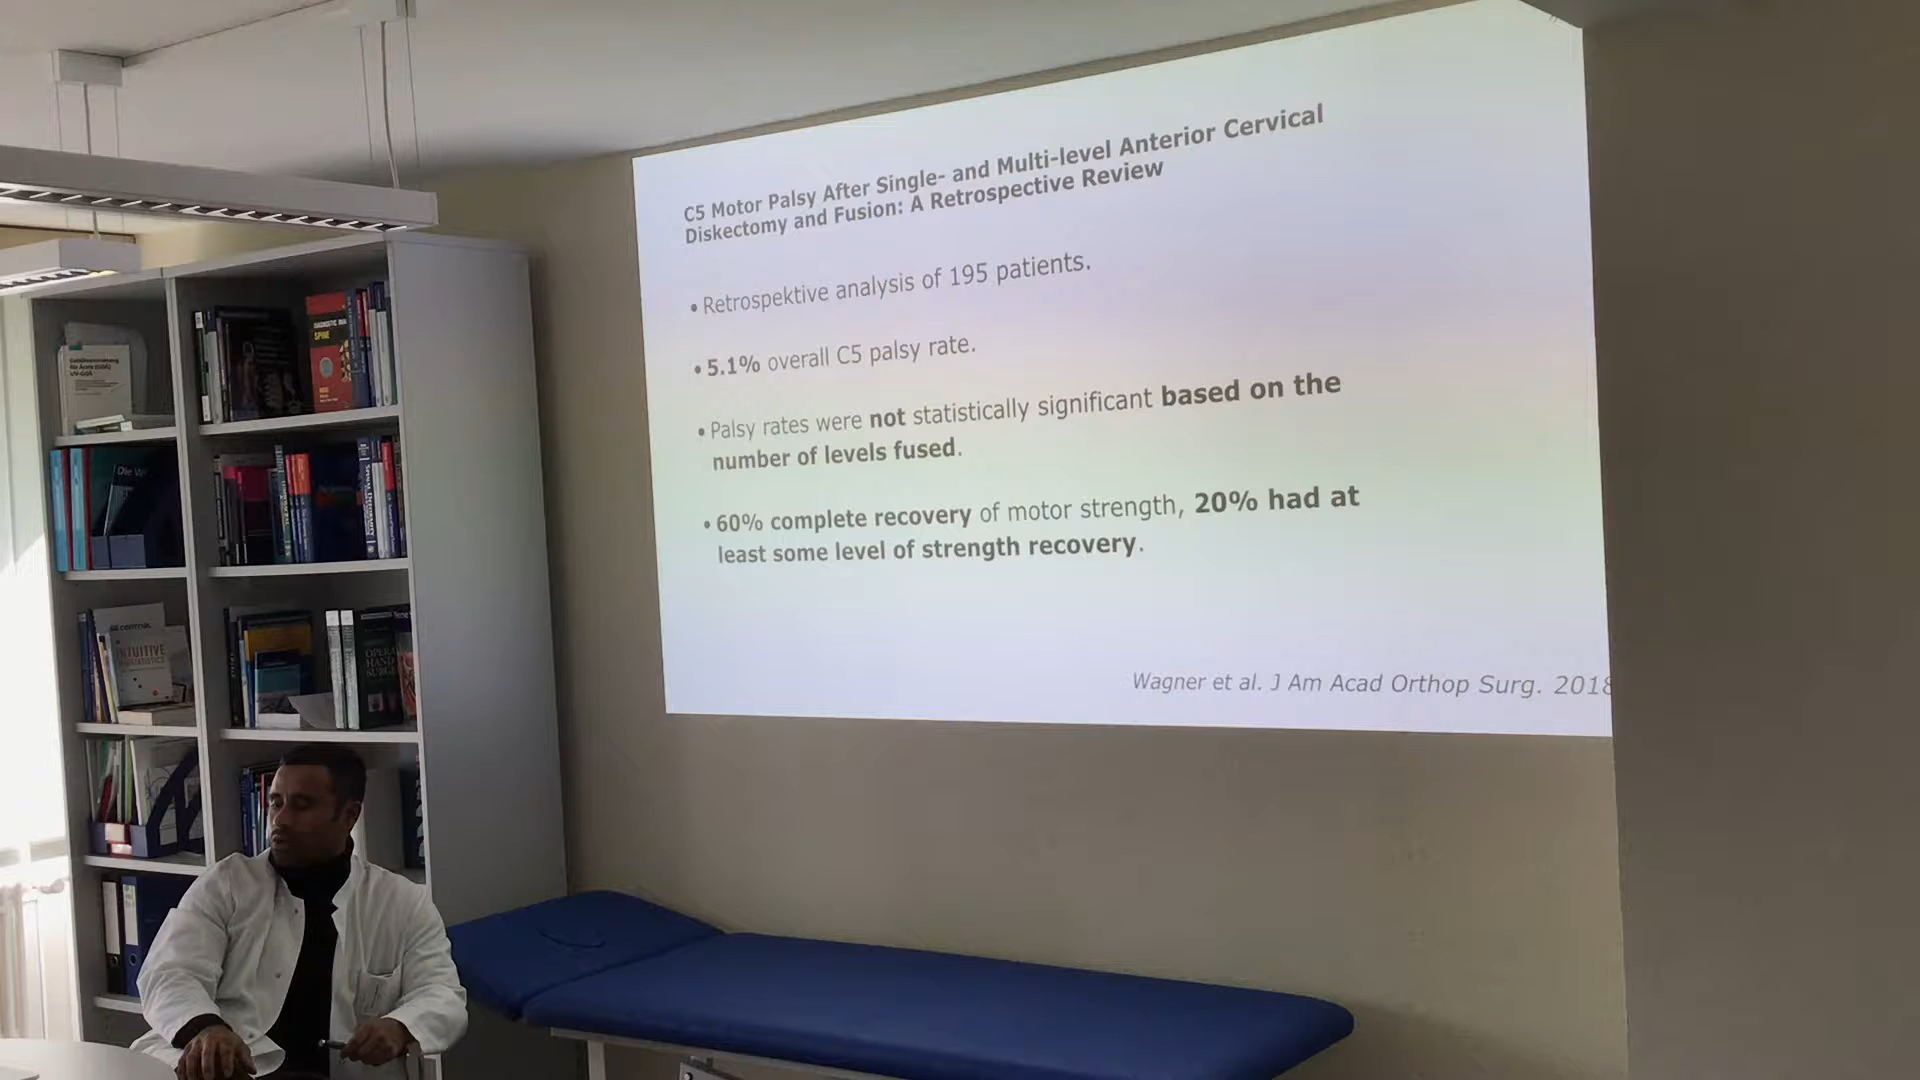 C5 Motor Palsy After Single- and Multi-level Anterior Cervical
Diskectomy and Fusion: A Retrospective Review
• Retrospektive analysis of 195 patients.
• 5.1% overall C5 palsy rate.
• Palsy rates were not statistically significant based on the
number of levels fused.
• 60% complete recovery of motor strength, 20% had at
least some level of strength recovery.
Wagner et al. J Am Acad Orthop Surg. 2018
SPINE
INTUITIVE